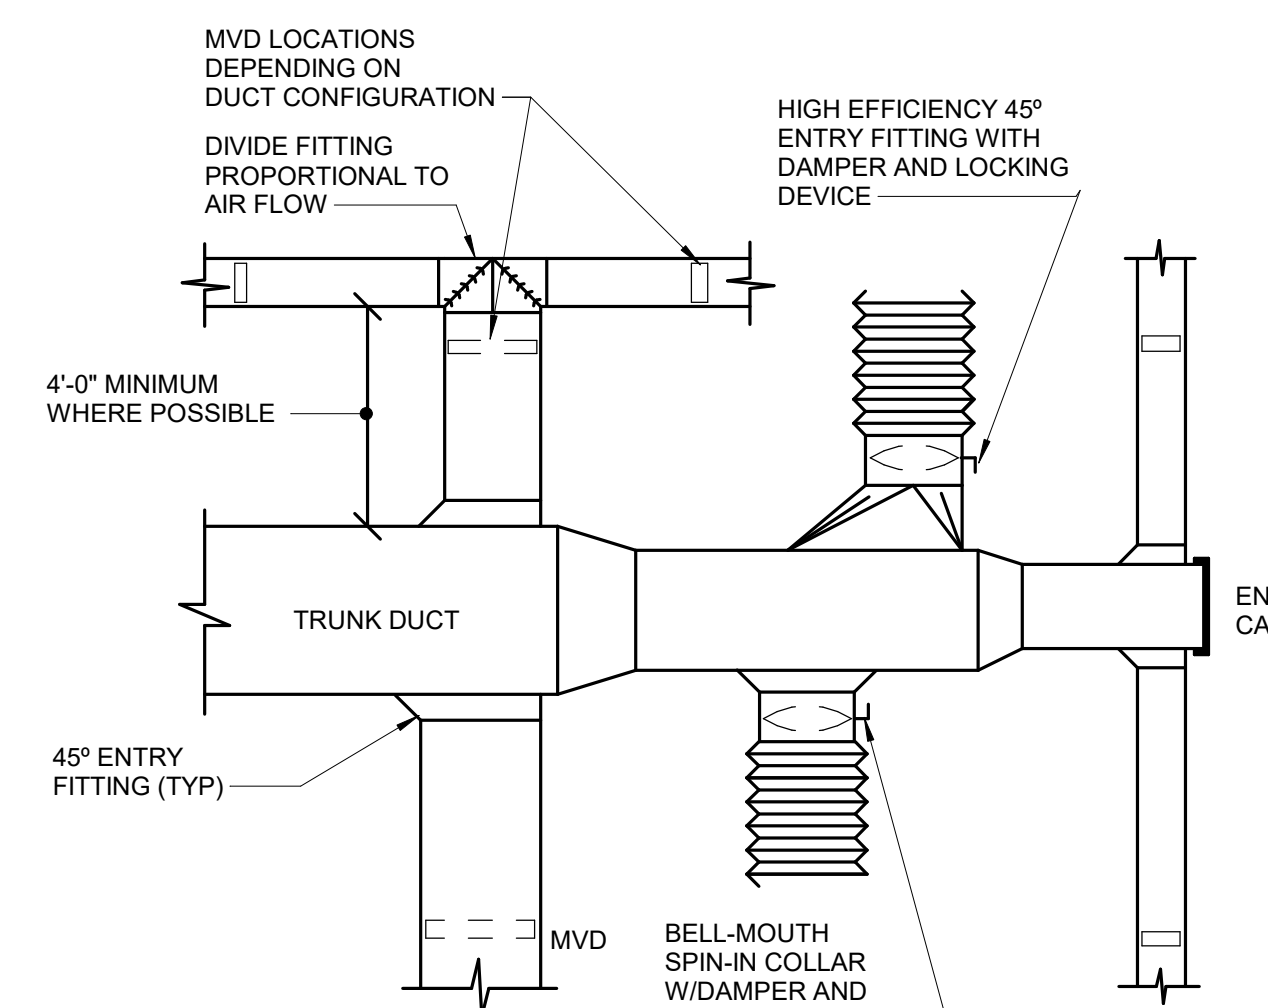 MVD LOCATIONS
DEPENDING ON
DUCT CONFIGURATION
DIVIDE FITTING
PROPORTIONAL TO
AIR FLOW
HIGH EFFICIENCY 45º
ENTRY FITTING WITH
DAMPER AND LOCKING
DEVICE
4'-0" MINIMUM
WHERE POSSIBLE
TRUNK DUCT
EN
CA
45º ENTRY
FITTING (TYP)
MVD
BELL-MOUTH
SPIN-IN COLLAR
W/DAMPER AND